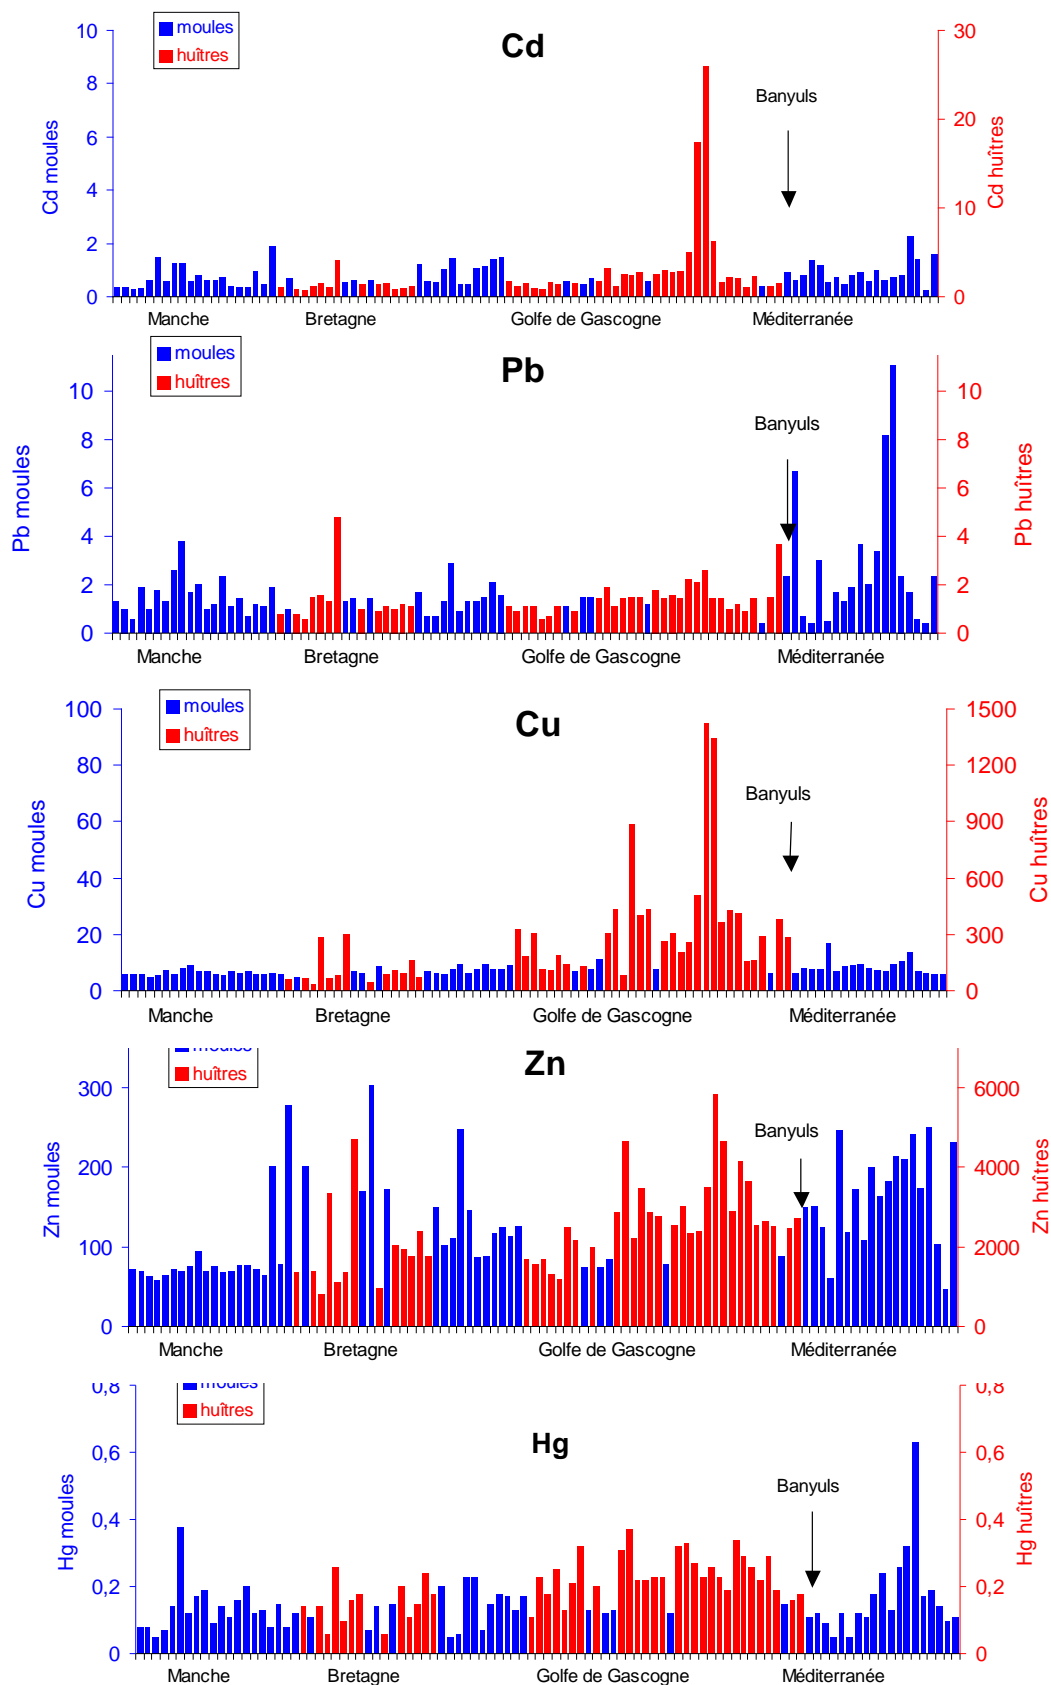 moules
huîtres
Cd
10
8
6
4
2
0
Cd moules
30
20
10
0
Cd huîtres
Banyuls
Manche Bretagne Golfe de Gascogne Méditerranée
moules
huîtres
Pb
10
8
6
4
2
0
Pb moules
10
8
6
4
2
0
Pb huîtres
Banyuls
Manche Bretagne Golfe de Gascogne Méditerranée
moules
huîtres
Cu
100
80
60
40
20
0
Cu moules
1500
1200
900
600
300
0
Cu huîtres
Banyuls
Manche Bretagne Golfe de Gascogne Méditerranée
moules
huîtres
Zn
300
200
100
0
Zn moules
6000
4000
2000
0
Zn huîtres
Banyuls
Manche Bretagne Golfe de Gascogne Méditerranée
moules
huîtres
Hg
0,8
0,6
0,4
0,2
0
Hg moules
0,8
0,6
0,4
0,2
0
Hg huîtres
Banyuls
Manche Bretagne Golfe de Gascogne Méditerranée